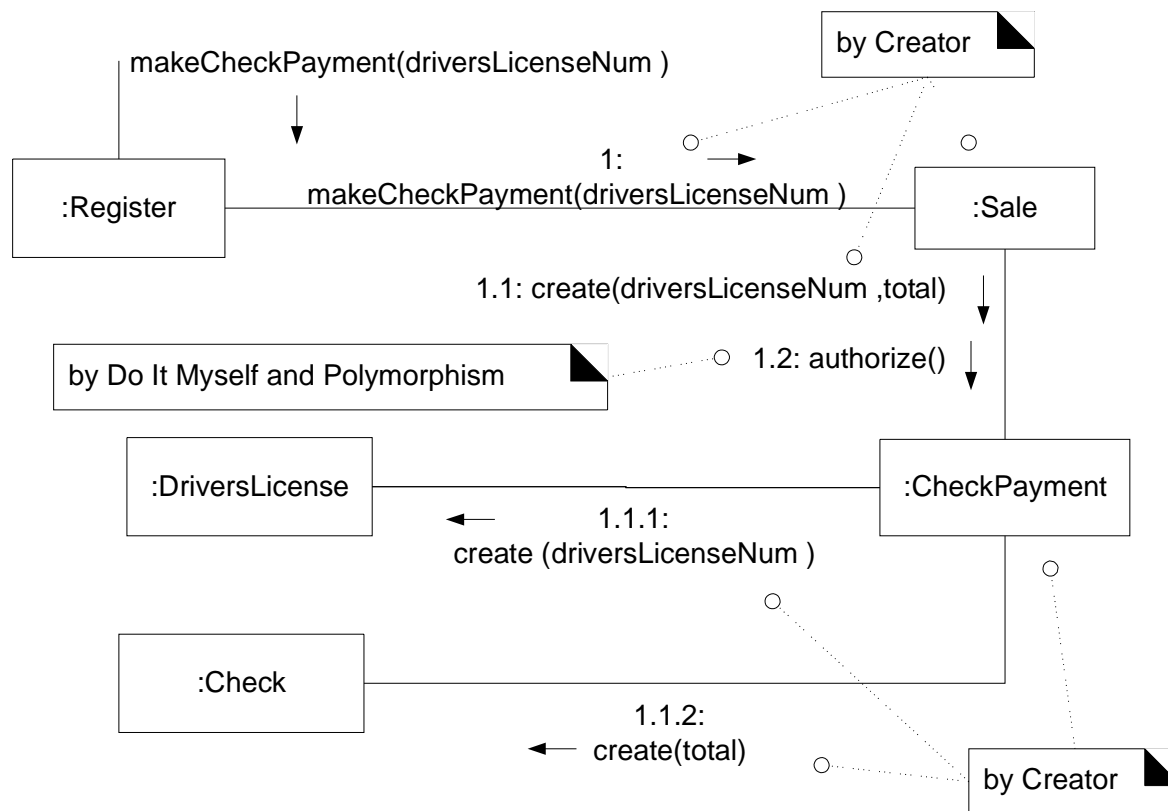 by Creator
makeCheckPayment(driversLicenseNum )
1:
makeCheckPayment(driversLicenseNum )
:Register
:Sale
1.1: create(driversLicenseNum ,total)
by Do It Myself and Polymorphism
1.2: authorize()
:DriversLicense
:CheckPayment
1.1.1:
create (driversLicenseNum )
:Check
1.1.2:
create(total)
by Creator